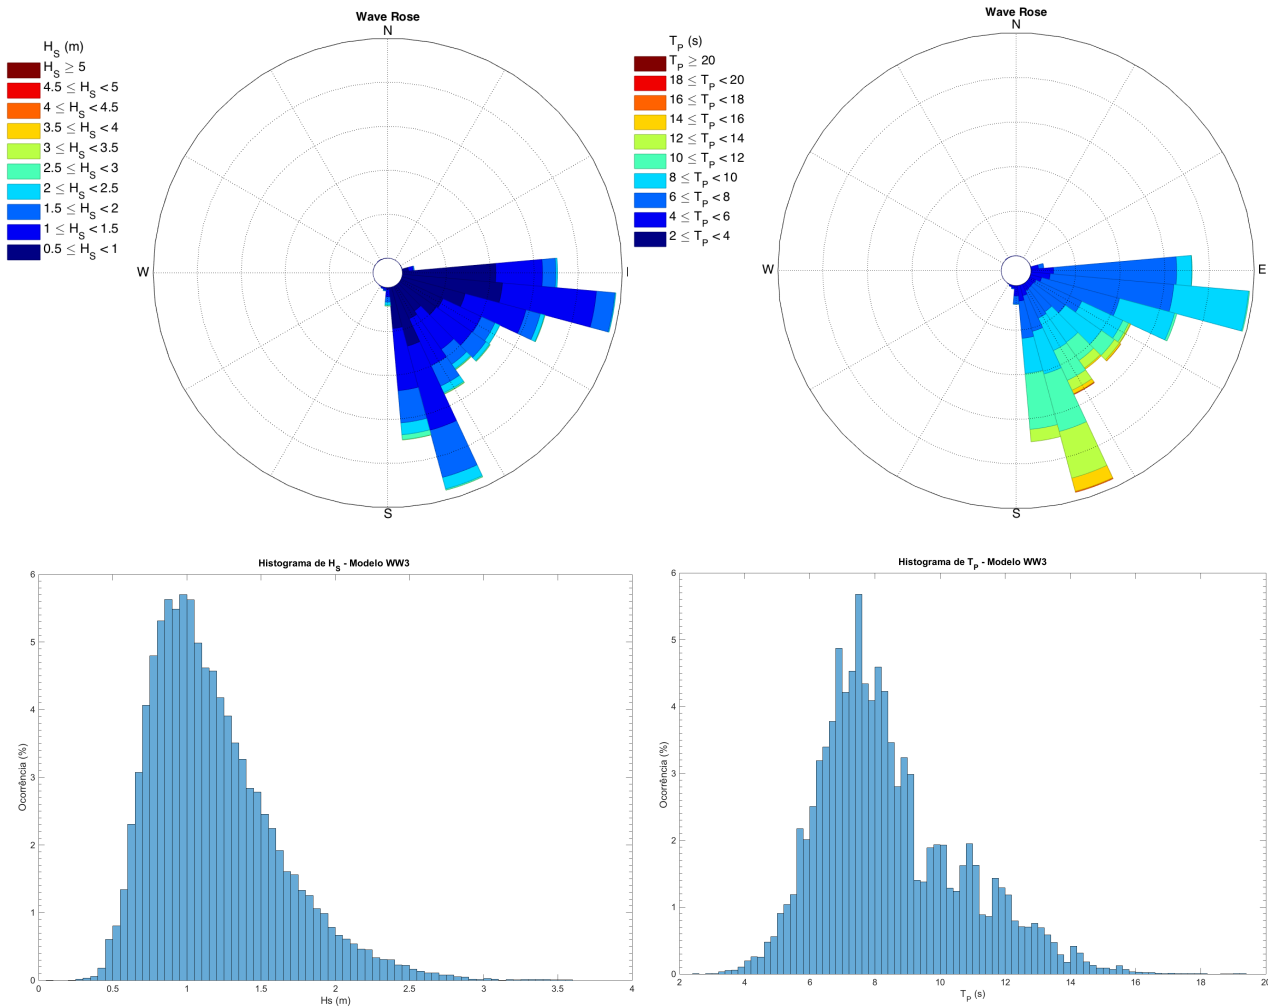 Wave Rose
N
H_S (m)
H_S ≥ 5
4.5 ≤ H_S < 5
4 ≤ H_S < 4.5
3.5 ≤ H_S < 4
3 ≤ H_S < 3.5
2.5 ≤ H_S < 3
2 ≤ H_S < 2.5
1.5 ≤ H_S < 2
1 ≤ H_S < 1.5
0.5 ≤ H_S < 1
W
S
Wave Rose
N
T_P (s)
T_P ≥ 20
18 ≤ T_P < 20
16 ≤ T_P < 18
14 ≤ T_P < 16
12 ≤ T_P < 14
10 ≤ T_P < 12
8 ≤ T_P < 10
6 ≤ T_P < 8
4 ≤ T_P < 6
2 ≤ T_P < 4
W
E
S
Histograma de H_S - Modelo WW3
Ocorrência (%)
6
5
4
3
2
1
0
0 0.5 1 1.5 2 2.5 3 3.5 4
Hs (m)
Histograma de T_P - Modelo WW3
Ocorrência (%)
6
5
4
3
2
1
0
2 4 6 8 10 12 14 16 18 20
T_P (s)